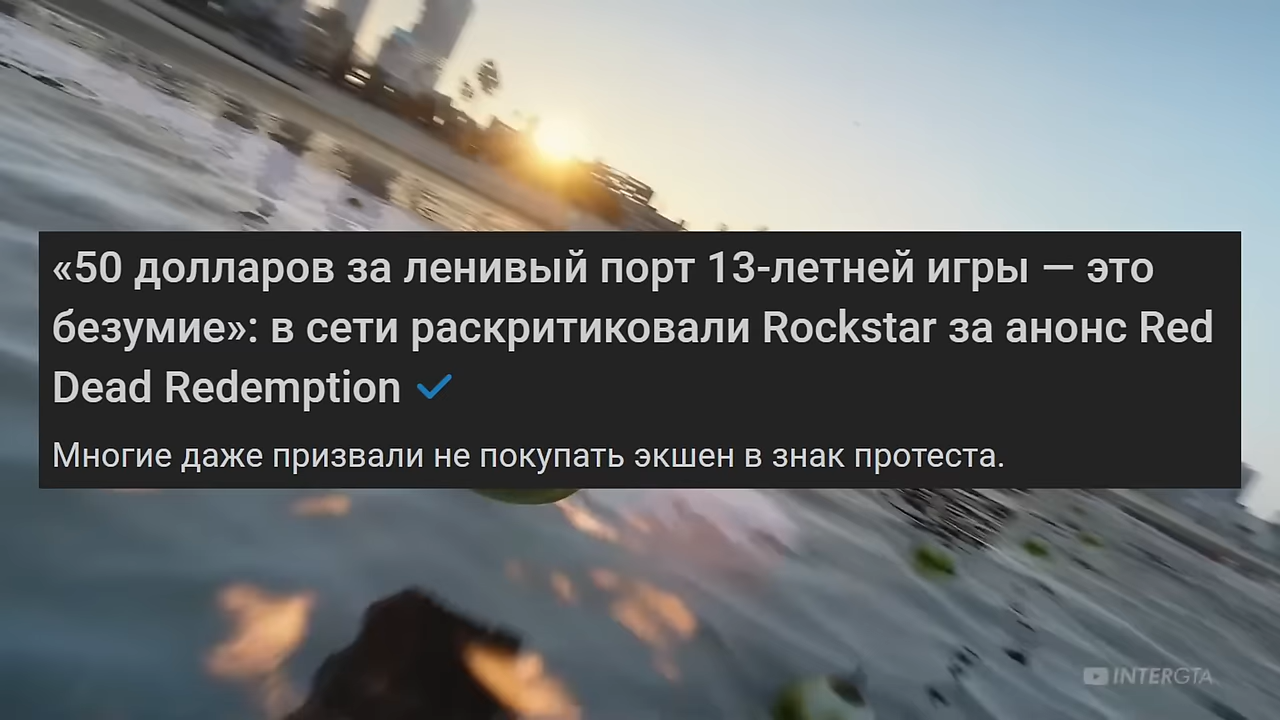 «50 долларов за ленивый порт 13-летней игры — это
безумие»: в сети раскритиковали Rockstar за анонс Red
Dead Redemption
Многие даже призвали не покупать экшен в знак протеста.
INTERGTA